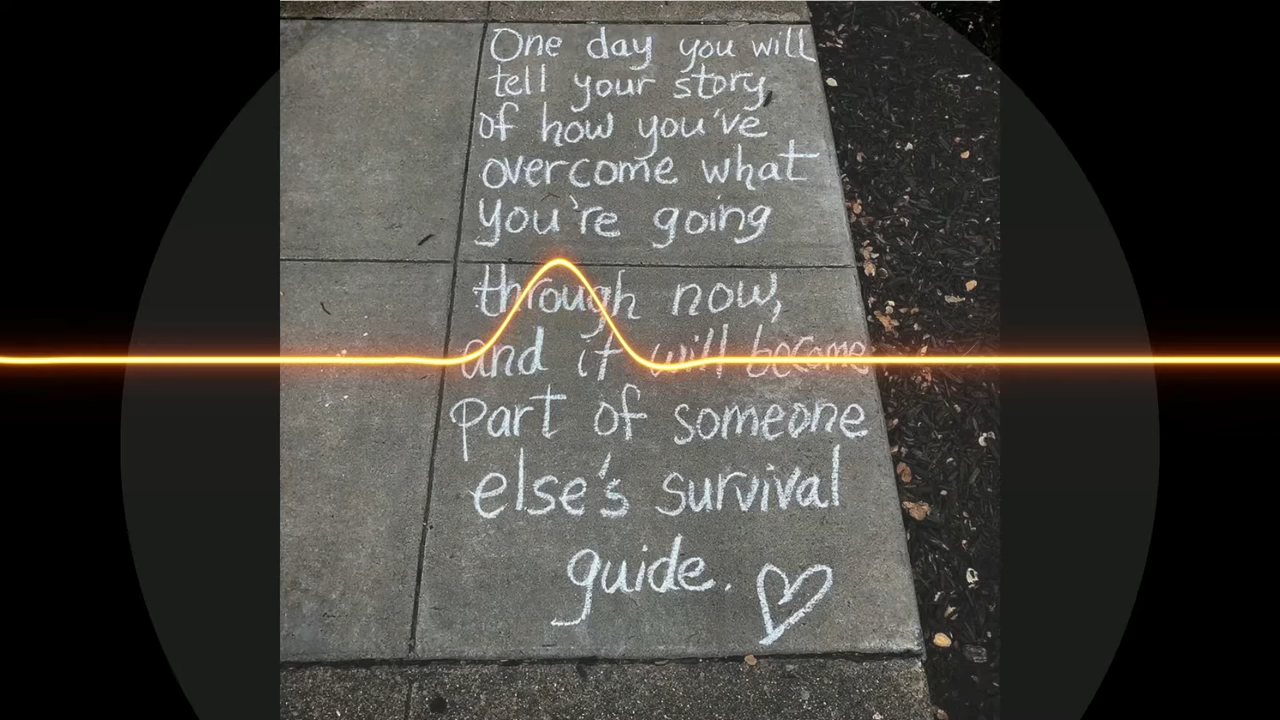 One day you will
tell your story
of how you've
overcome what
you're going
through now,
and it will become
part of someone
else's survival
guide.